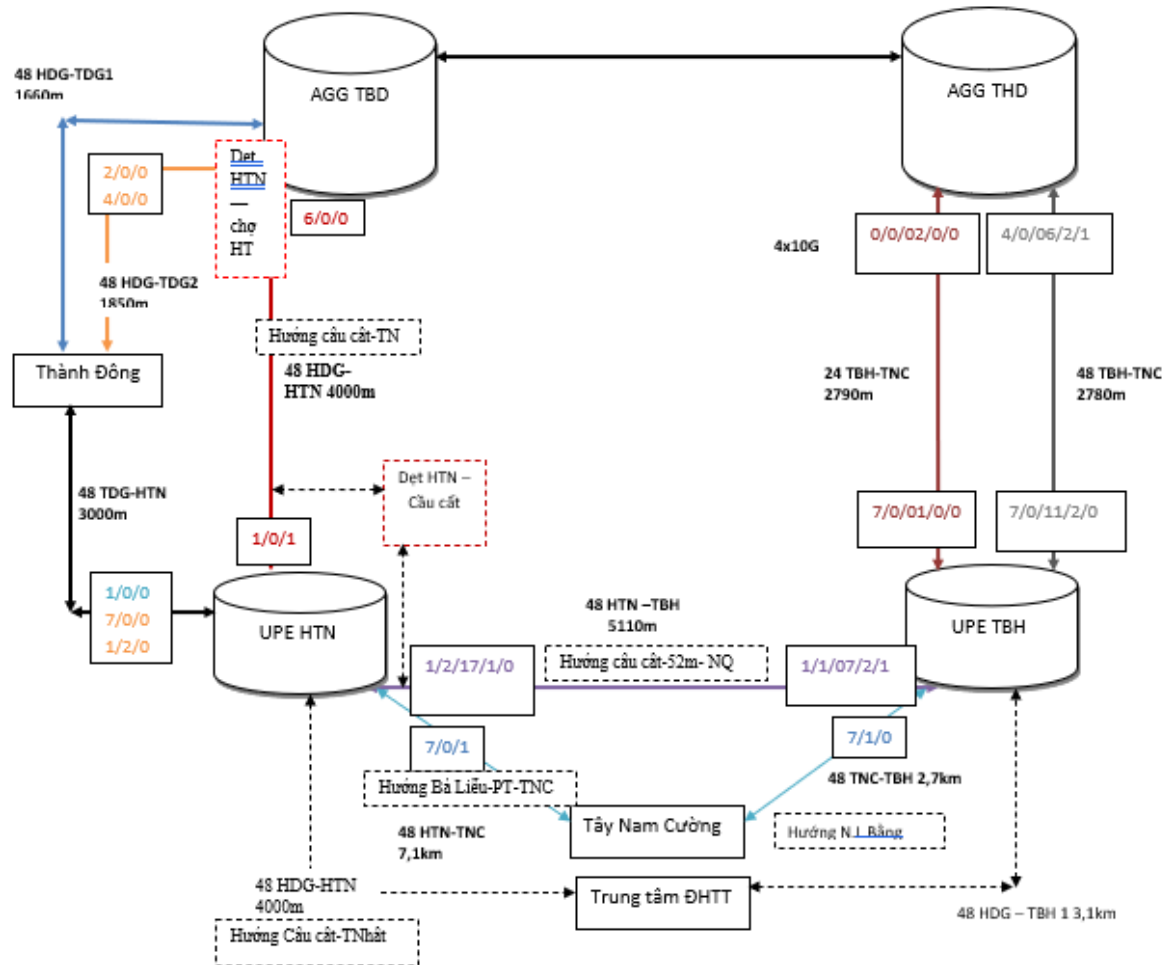 48 HDG-TDG1
1660m
AGG TBD
AGG THD
2/0/0
4/0/0
Dẹt
HTN
—
chợ
HT
6/0/0
4x10G
0/0/02/0/0
4/0/06/2/1
48 HDG-TDG2
1850m
Hướng cầu cất-TN
Thành Đông
48 HDG-
HTN 4000m
24 TBH-TNC
2790m
48 TBH-TNC
2780m
48 TDG-HTN
3000m
Dẹt HTN –
Cầu cất
1/0/1
7/0/01/0/0
7/0/11/2/0
1/0/0
7/0/0
1/2/0
UPE HTN
48 HTN –TBH
5110m
UPE TBH
1/2/17/1/0
Hướng cầu cất-52m- NQ
1/1/07/2/1
7/0/1
7/1/0
Hướng Bá Liễu-PT-TNC
48 TNC-TBH 2,7km
Tây Nam Cường
Hướng N.L Bằng
48 HTN-TNC
7,1km
48 HDG-HTN
4000m
Trung tâm ĐHTT
48 HDG – TBH 1 3,1km
Hướng Cầu cất-TNhât